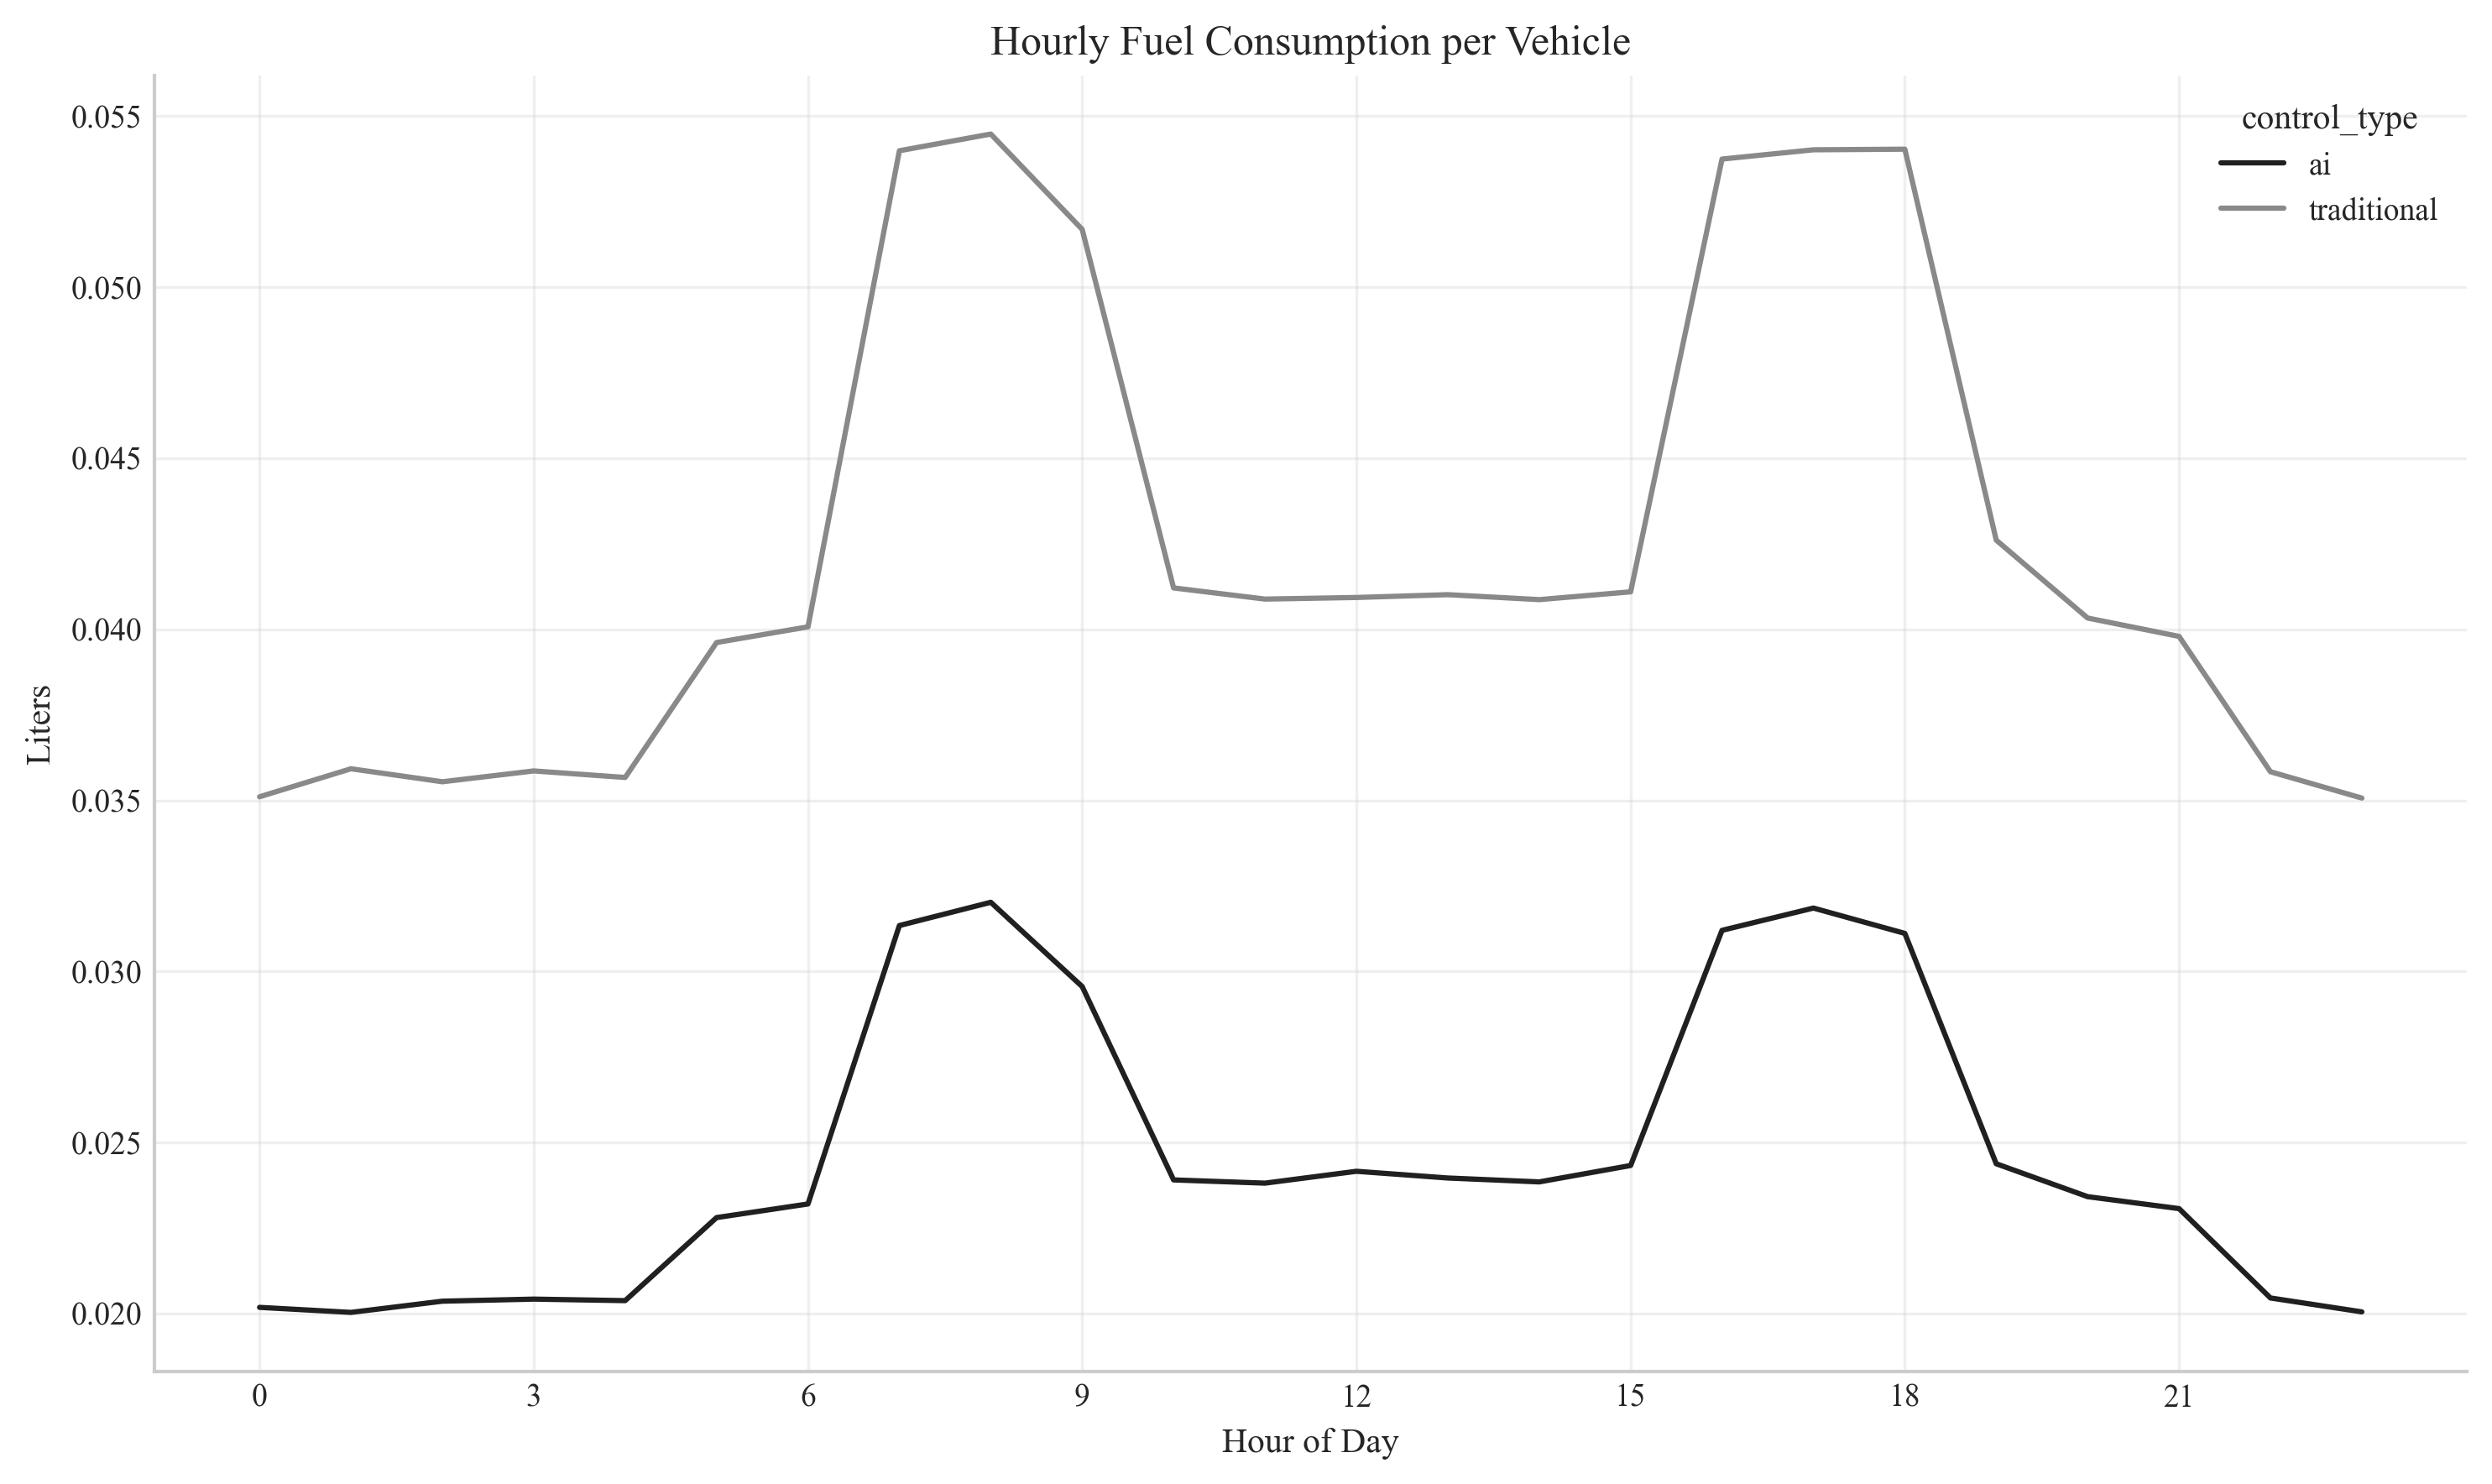 Hourly Fuel Consumption per Vehicle
control_type
ai
traditional
0.055
0.050
0.045
0.040
0.035
0.030
0.025
0.020
Liters
0 3 6 9 12 15 18 21
Hour of Day